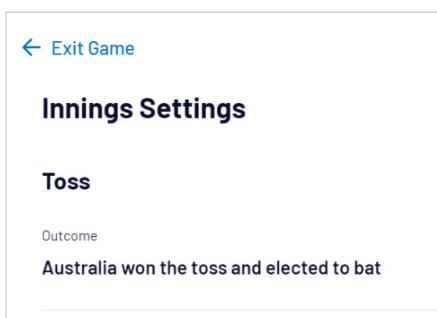 Exit Game
Innings Settings
Toss
Outcome
Australia won the toss and elected to bat